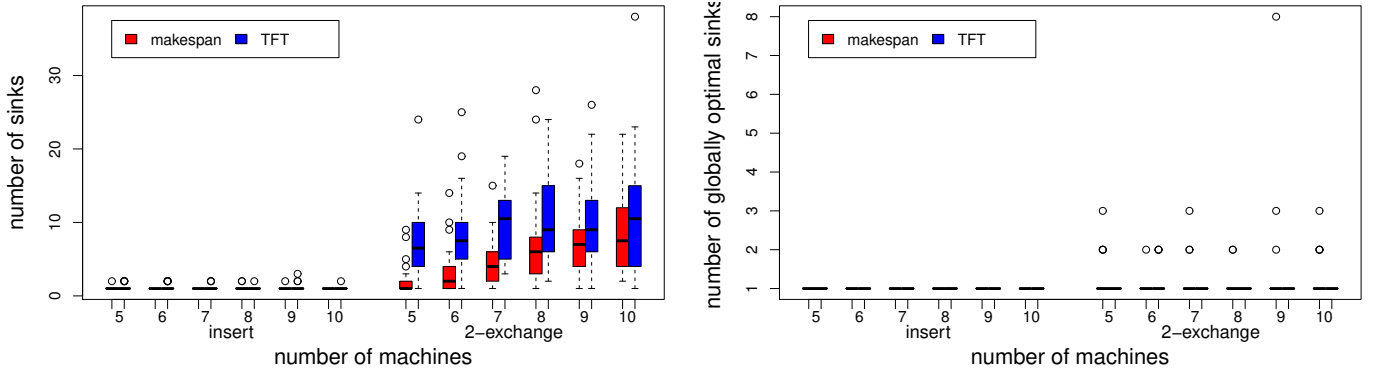 number of sinks
30
20
10
0
makespan TFT
5 6 7 8 9 10 5 6 7 8 9 10
insert 2−exchange
number of machines
number of globally optimal sinks
8
7
6
5
4
3
2
1
makespan TFT
5 6 7 8 9 10 5 6 7 8 9 10
insert 2−exchange
number of machines